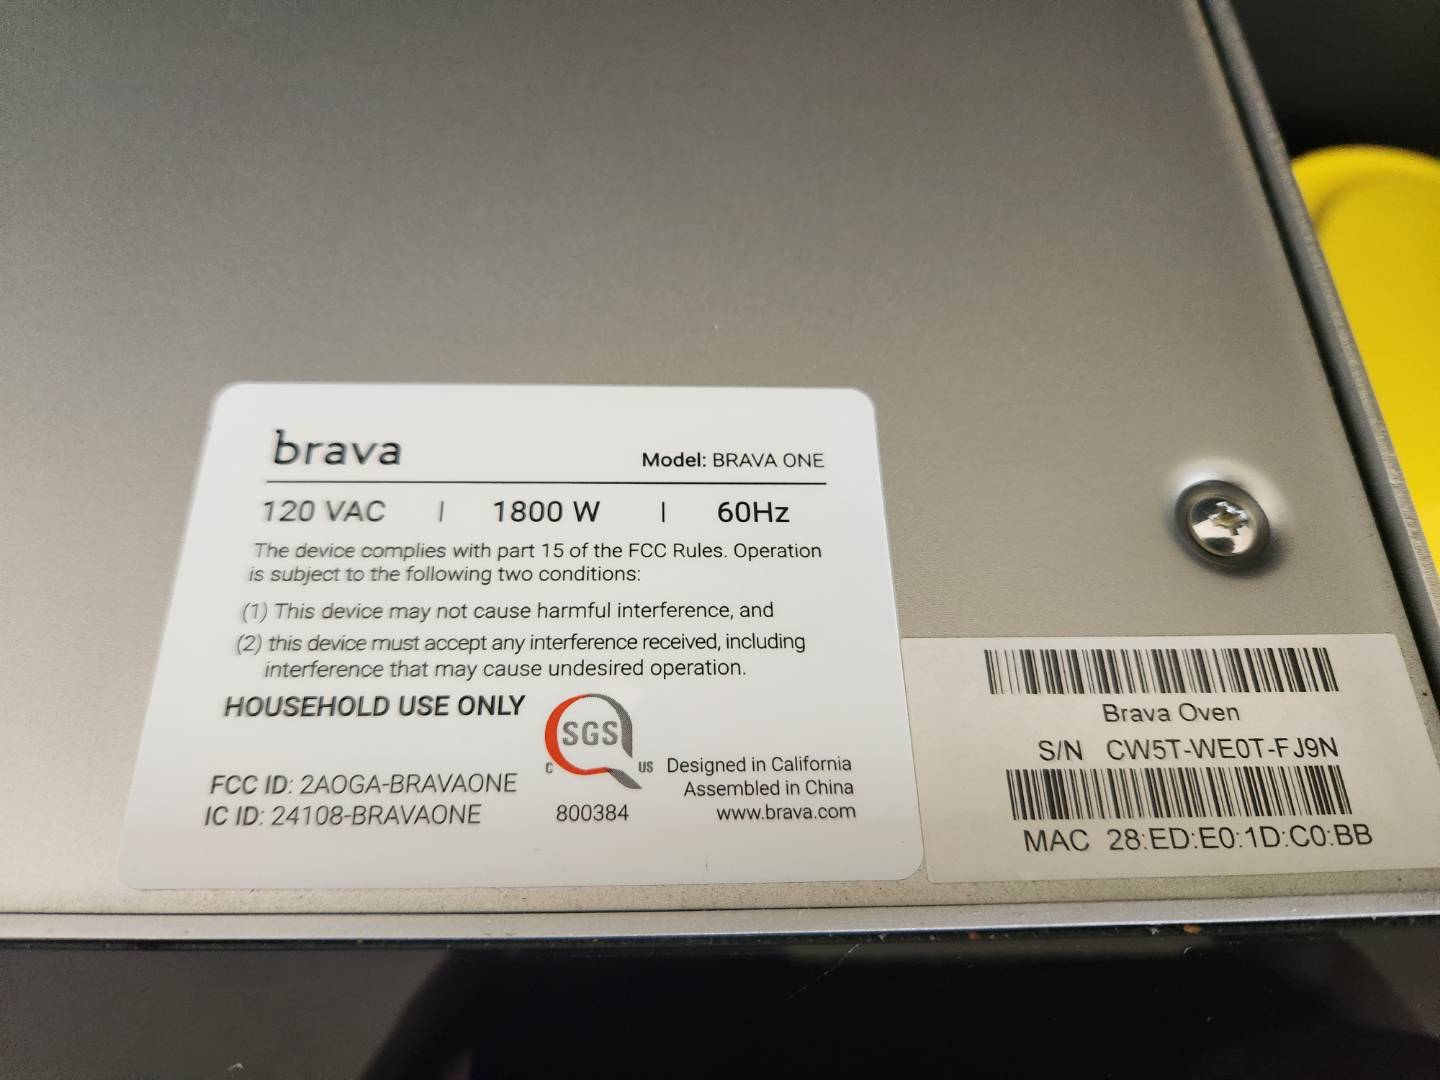 brava
Model: BRAVA ONE
120 VAC | 1800 W | 60Hz
The device complies with part 15 of the FCC Rules. Operation
is subject to the following two conditions:
(1) This device may not cause harmful interference, and
(2) this device must accept any interference received, including
interference that may cause undesired operation.
HOUSEHOLD USE ONLY
SGS
C US
800384
FCC ID: 2AOGA-BRAVAONE
IC ID: 24108-BRAVAONE
Designed in California
Assembled in China
www.brava.com
Brava Oven
S/N CW5T-WE0T-FJ9N
MAC 28:ED:E0:1D:C0:BB